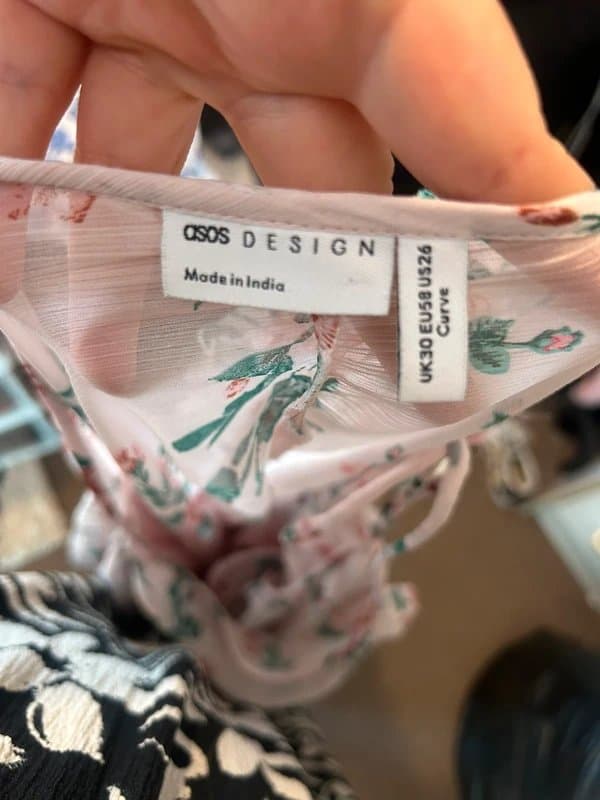 asos DESIGN
Made in India
UK30 EU58 US26
Curve